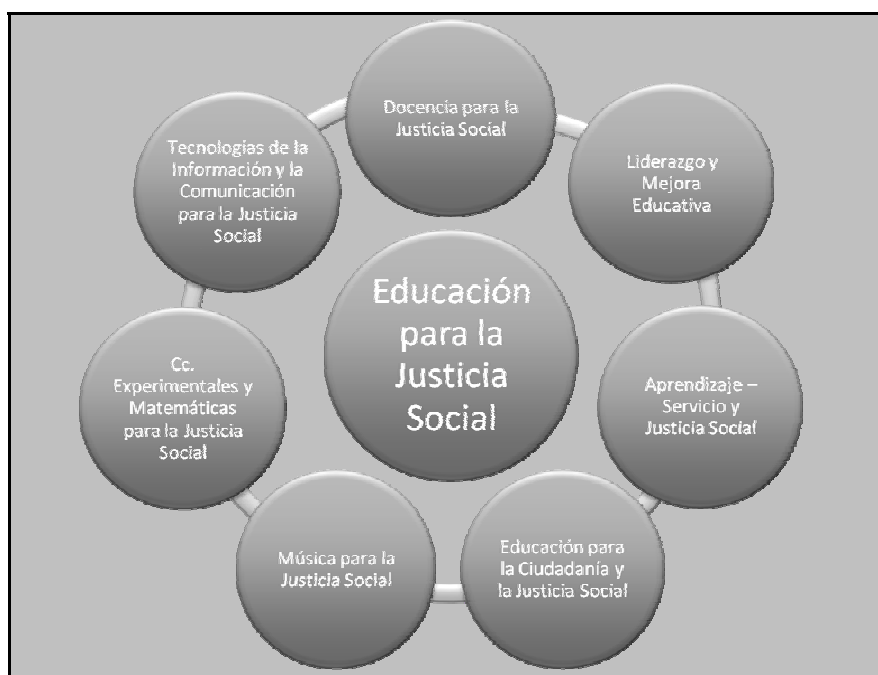 Docencia para la
Justicia Social
Liderazgo y
Mejora
Educativa
Aprendizaje –
Servicio y
Justicia Social
Educación para
la Ciudadanía y
la Justicia Social
Música para la
Justicia Social
Cc.
Experimentales y
Matemáticas
para la Justicia
Social
Tecnologías de la
Información y la
Comunicación
para la Justicia
Social
Educación
para la
Justicia
Social